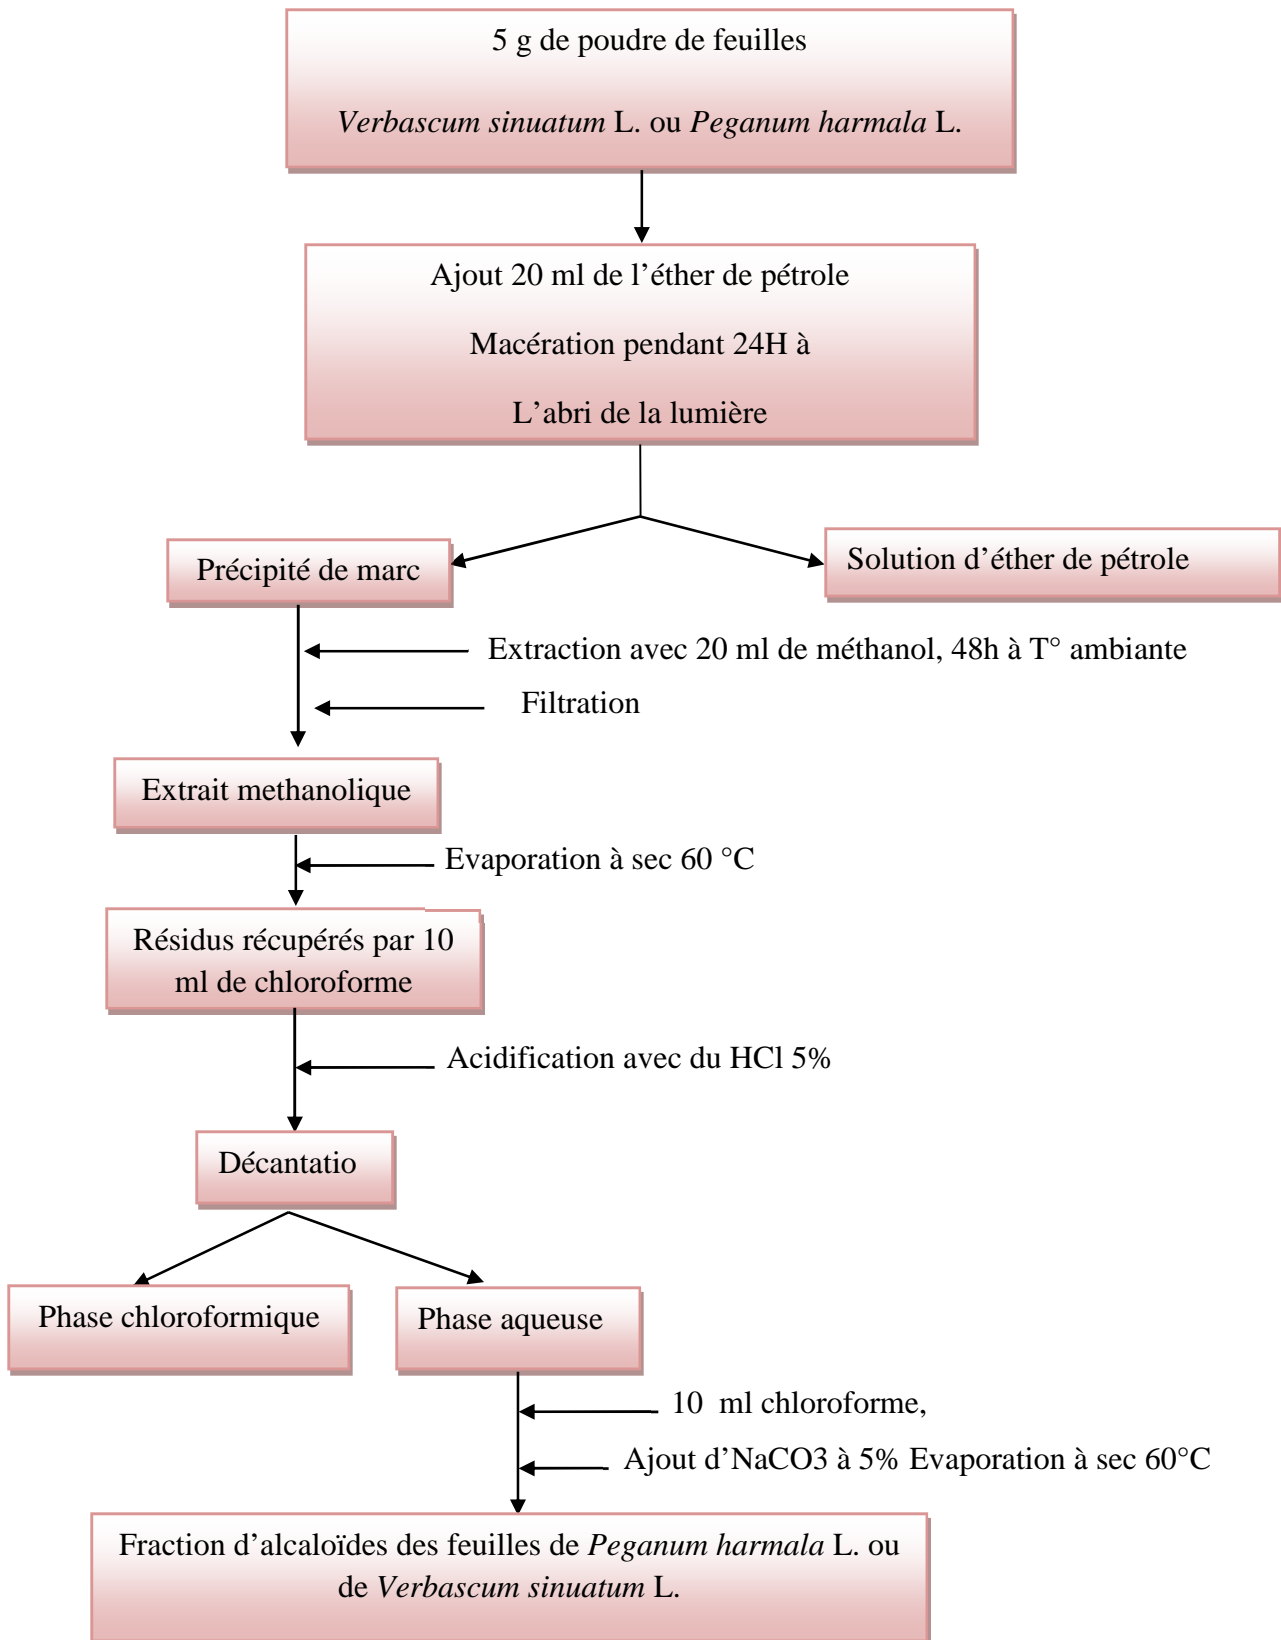 5 g de poudre de feuilles
Verbascum sinuatum L. ou Peganum harmala L.
Ajout 20 ml de l’éther de pétrole
Macération pendant 24H à
L’abri de la lumière
Précipité de marc
Solution d’éther de pétrole
Extraction avec 20 ml de méthanol, 48h à T° ambiante
Filtration
Extrait methanolique
Evaporation à sec 60 °C
Résidus récupérés par 10
ml de chloroforme
Acidification avec du HCl 5%
Décantatio
Phase chloroformique
Phase aqueuse
10 ml chloroforme,
Ajout d’NaCO3 à 5% Evaporation à sec 60°C
Fraction d’alcaloïdes des feuilles de Peganum harmala L. ou
de Verbascum sinuatum L.